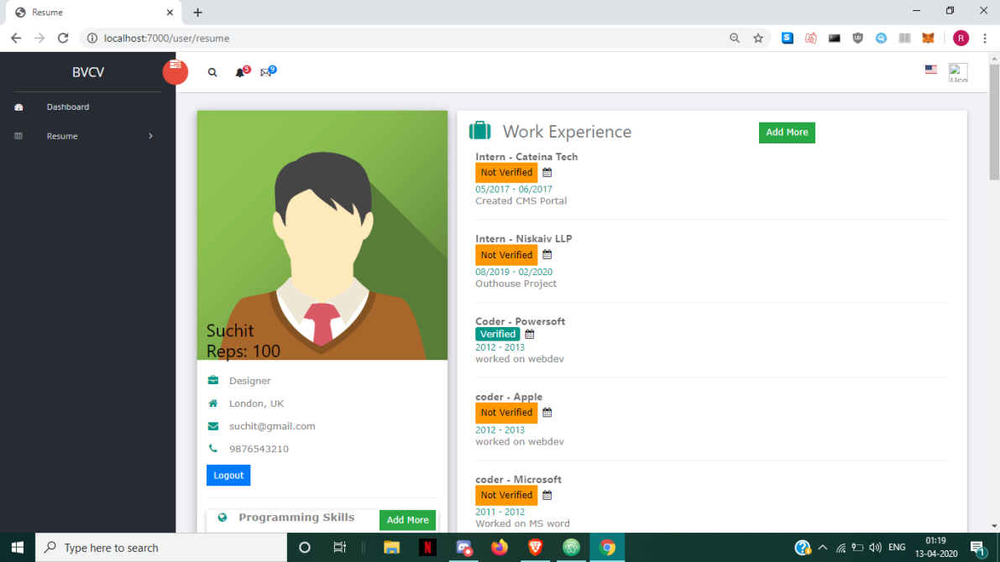 Resume
localhost:7000/user/resume
R
BVCV
5
9
Dashboard
Resume
Suchit
Reps: 100
Designer
London, UK
suchit@gmail.com
9876543210
Logout
Programming Skills
Add More
Work Experience
Add More
Intern - Cateina Tech
Not Verified
05/2017 - 06/2017
Created CMS Portal
Intern - Niskaiv LLP
Not Verified
08/2019 - 02/2020
Outhouse Project
Coder - Powersoft
Verified
2012 - 2013
worked on webdev
coder - Apple
Not Verified
2012 - 2013
worked on webdev
coder - Microsoft
Not Verified
2011 - 2012
Worked on MS word
Type here to search
N
ENG
01:19
13-04-2020
1